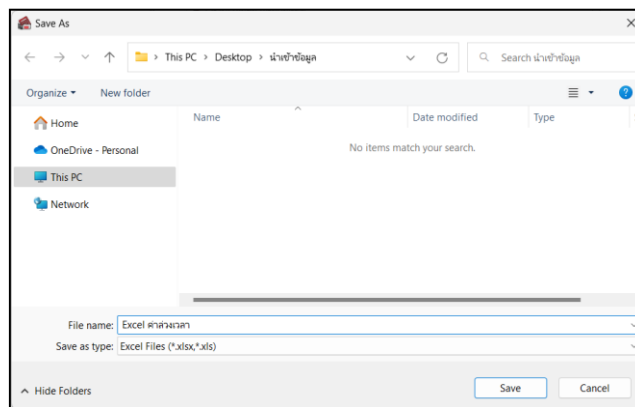 Save As
This PC > Desktop > นำเข้าข้อมูล
Search นำเข้าข้อมูล
Organize
New folder
Home
OneDrive - Personal
This PC
Network
Name
Date modified
Type
No items match your search.
File name: Excel ค่าล่วงเวลา
Save as type: Excel Files (*.xlsx,*.xls)
Hide Folders
Save
Cancel